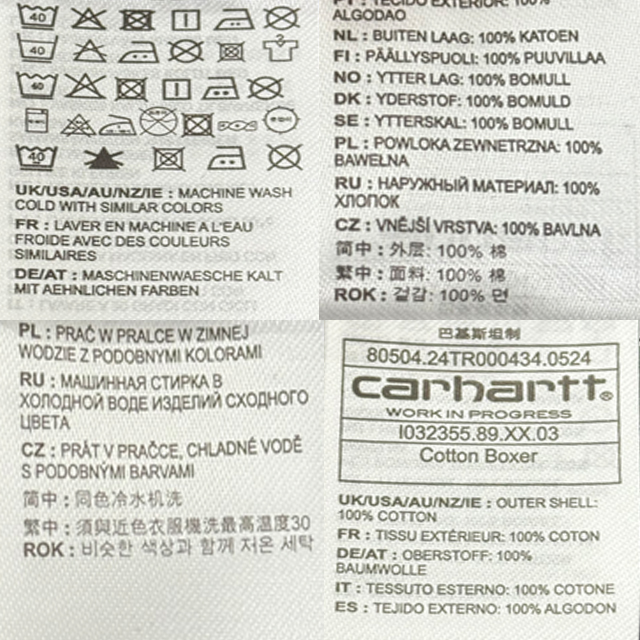 40
40
40
40
UK/USA/AU/NZ/IE : MACHINE WASH
COLD WITH SIMILAR COLORS
FR : LAVER EN MACHINE A L'EAU
FROIDE AVEC DES COULEURS
SIMILAIRES
DE/AT : MASCHINENWAESCHE KALT
MIT AEHNLICHEN FARBEN
PT : TECIDO EXTERIOR: 100%
ALGODAO
NL : BUITEN LAAG: 100% KATOEN
FI : PÄÄLLYSPUOLI: 100% PUUVILLAA
NO : YTTER LAG: 100% BOMULL
DK : YDERSTOF: 100% BOMULD
SE : YTTERSKAL: 100% BOMULL
PL : POWLOKA ZEWNETRZNA: 100%
BAWELNA
RU : НАРУЖНЫЙ МАТЕРИАЛ: 100%
ХЛОПОК
CZ : VNĚJŠÍ VRSTVA: 100% BAVLNA
简中 : 外层: 100% 棉
繁中 : 面料: 100% 棉
ROK : 겉감: 100% 면
PL : PRAĆ W PRALCE W ZIMNEJ
WODZIE Z PODOBNYMI KOLORAMI
RU : МАШИННАЯ СТИРКА В
ХОЛОДНОЙ ВОДЕ ИЗДЕЛИЙ СХОДНОГО
ЦВЕТА
CZ : PRÁT V PRAČCE, CHLADNÉ VODĚ
S PODOBNÝMI BARVAMI
简中 : 同色冷水机洗
繁中 : 須與近色衣服機洗最高温度30
ROK : 비슷한 색상과 함께 저온 세탁
巴基斯坦制
80504.24TR000434.0524
carhartt®
WORK IN PROGRESS
I032355.89.XX.03
Cotton Boxer
UK/USA/AU/NZ/IE : OUTER SHELL:
100% COTTON
FR : TISSU EXTÉRIEUR: 100% COTON
DE/AT : OBERSTOFF: 100%
BAUMWOLLE
IT : TESSUTO ESTERNO: 100% COTONE
ES : TEJIDO EXTERNO: 100% ALGODON